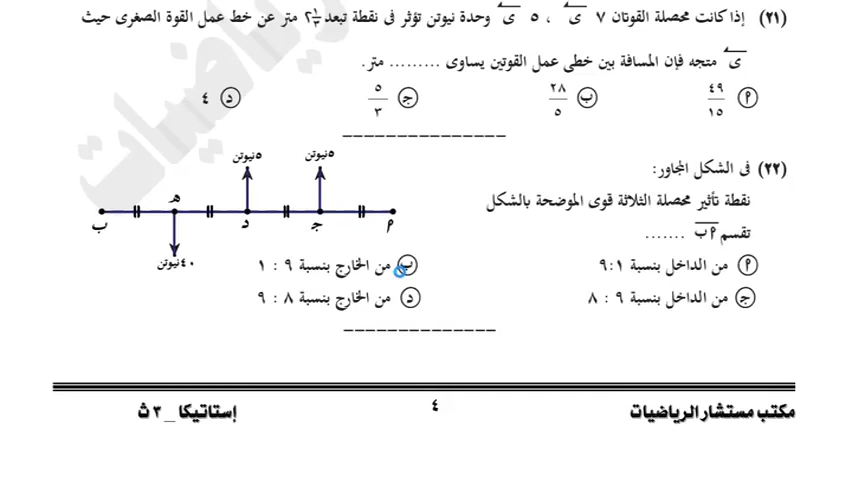 (٢١) إذا كانت محصلة القوتان ٧ ى ، ٥ ى وحدة نيوتن تؤثر فى نقطة تبعد ٢ ١/٣ متر عن خط عمل القوة الصغرى حيث
ى متجه فإن المسافة بين خطى عمل القوتين يساوى ......... متر.
أ ٤٩/١٥ ب ٢٨/٥ ج ٥/٣ د ٤
(٢٢) فى الشكل المجاور:
نقطة تأثير محصلة الثلاثة قوى الموضحة بالشكل
تقسم أب .......
٥نيوتن ٥نيوتن
أ ج د ه ب
٤٠نيوتن
أ من الداخل بنسبة ١:٩ ب من الخارج بنسبة ٩ : ١
ج من الداخل بنسبة ٩ : ٨ د من الخارج بنسبة ٨ : ٩
مكتب مستشار الرياضيات ٤ إستاتيكا _ ٣ث